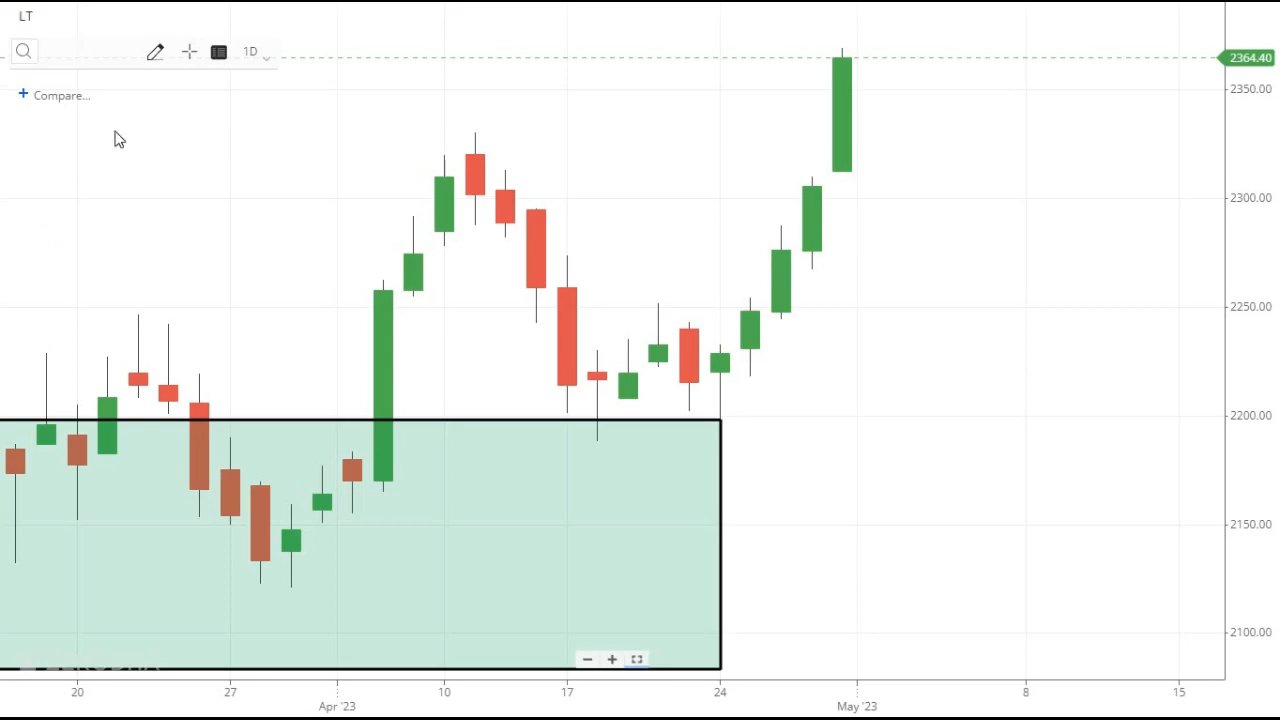 LT
1D
Compare...
2364.40
2350.00
2300.00
2250.00
2200.00
2150.00
2100.00
20 27 10 17 24 8 15
Apr '23 May '23